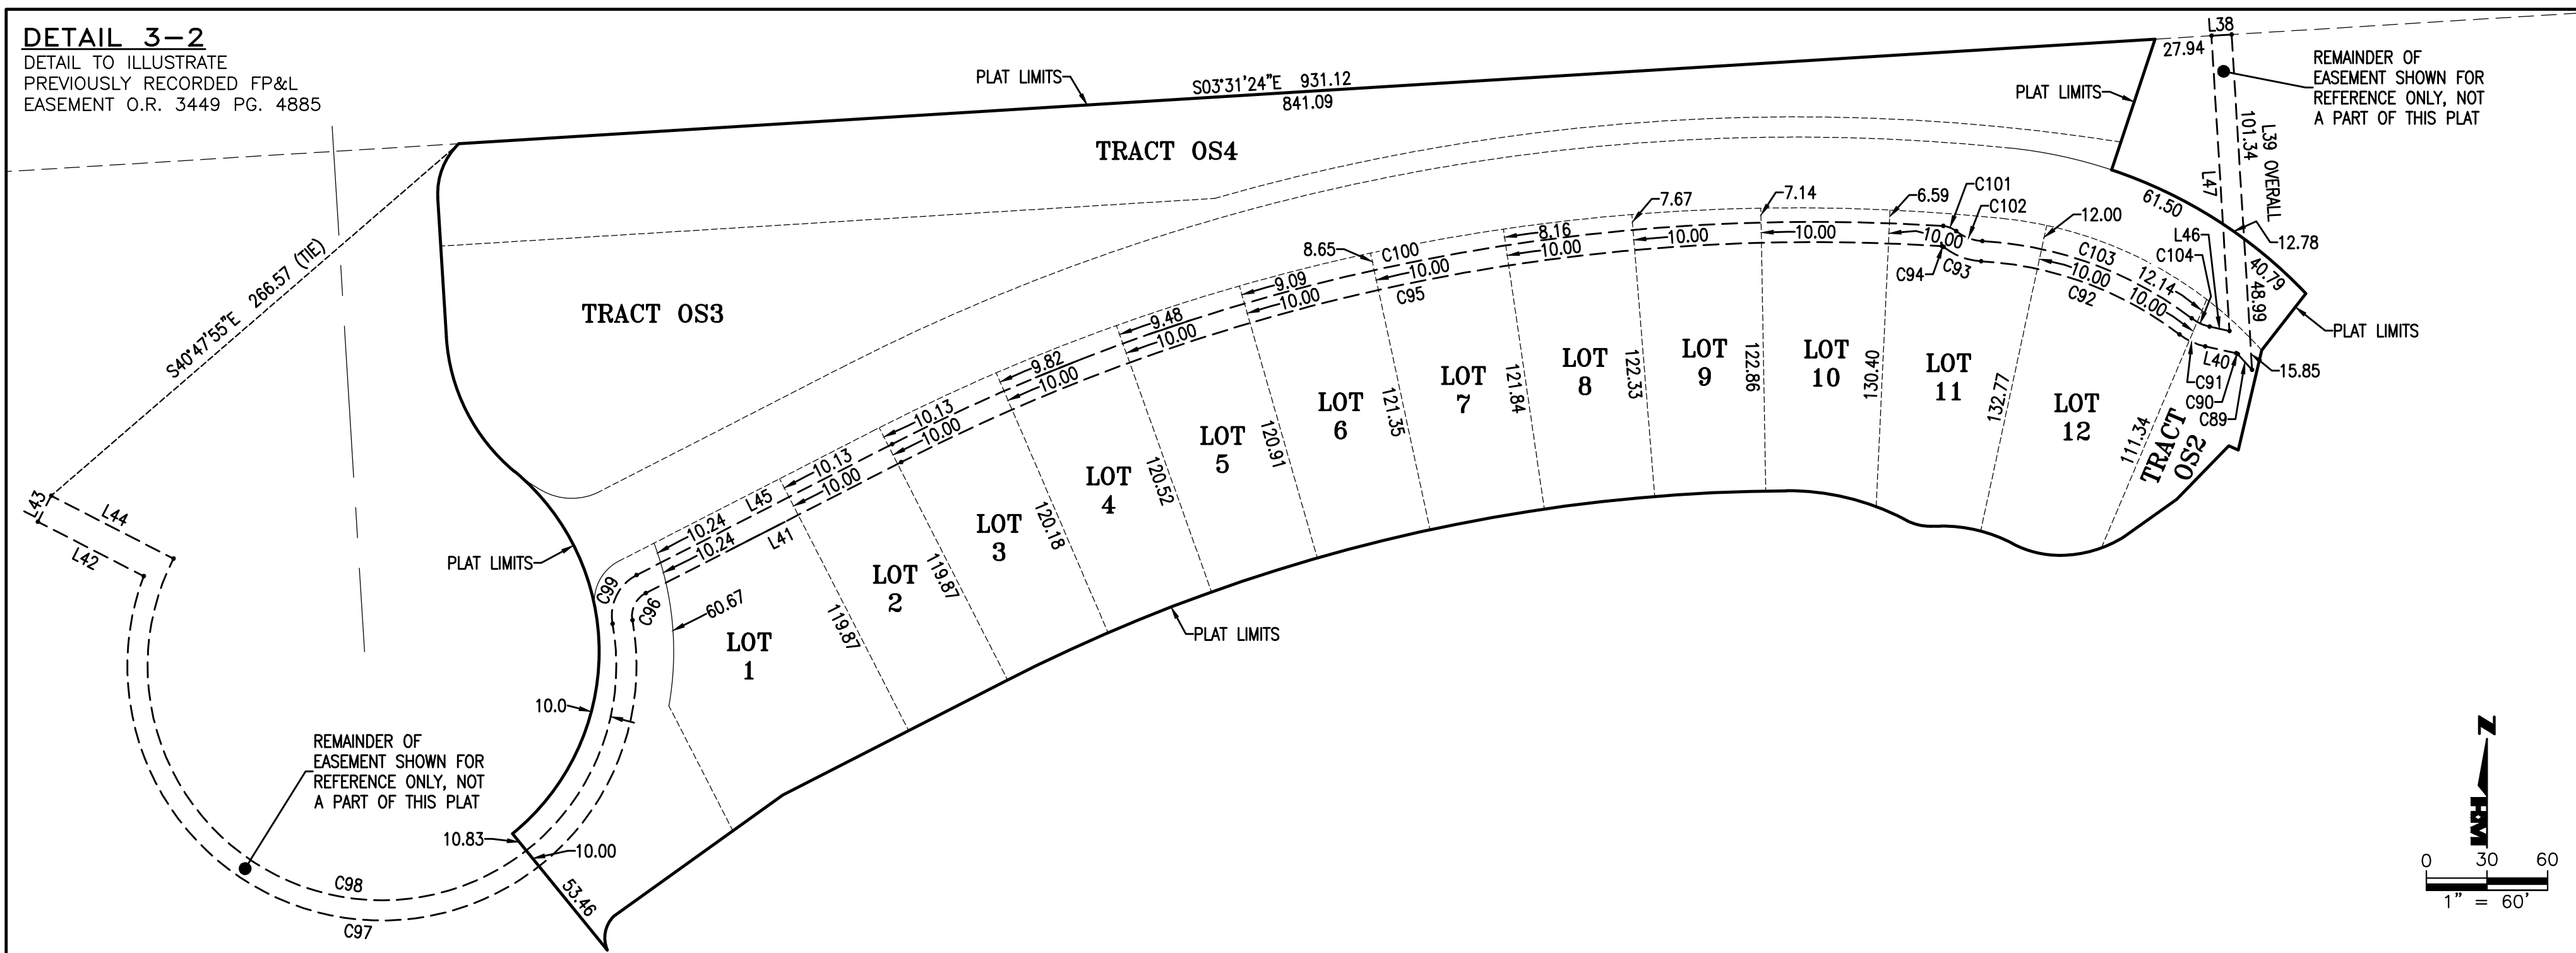 DETAIL 3-2
DETAIL TO ILLUSTRATE
PREVIOUSLY RECORDED FP&L
EASEMENT O.R. 3449 PG. 4885
PLAT LIMITS
S03°31'24"E 931.12
841.09
PLAT LIMITS
27.94
L38
REMAINDER OF
EASEMENT SHOWN FOR
REFERENCE ONLY, NOT
A PART OF THIS PLAT
L39 OVERALL
101.34
L47
TRACT OS4
TRACT OS3
S40°47'55"E 266.57 (TIE)
61.50
12.78
40.79
48.99
PLAT LIMITS
15.85
7.67
7.14
6.59
C101
C102
12.00
L46
C104
C103
12.14
10.00
10.00
C92
C93
C94
10.00
10.00
10.00
8.16
10.00
8.65
C100
10.00
C95
9.09
10.00
9.48
10.00
9.82
10.00
10.13
10.00
10.13
10.00
L45
10.24
10.24
L41
L40
C91
C90
C89
L43
L44
L42
PLAT LIMITS
C99
C96
60.67
LOT
1
119.87
LOT
2
119.87
LOT
3
120.18
LOT
4
120.52
LOT
5
120.91
LOT
6
121.35
LOT
7
121.84
LOT
8
122.33
LOT
9
122.86
LOT
10
130.40
LOT
11
132.77
LOT
12
111.34
TRACT
OS2
PLAT LIMITS
10.0
REMAINDER OF
EASEMENT SHOWN FOR
REFERENCE ONLY, NOT
A PART OF THIS PLAT
10.83
10.00
53.46
C98
C97
N
HM
0 30 60
1" = 60'